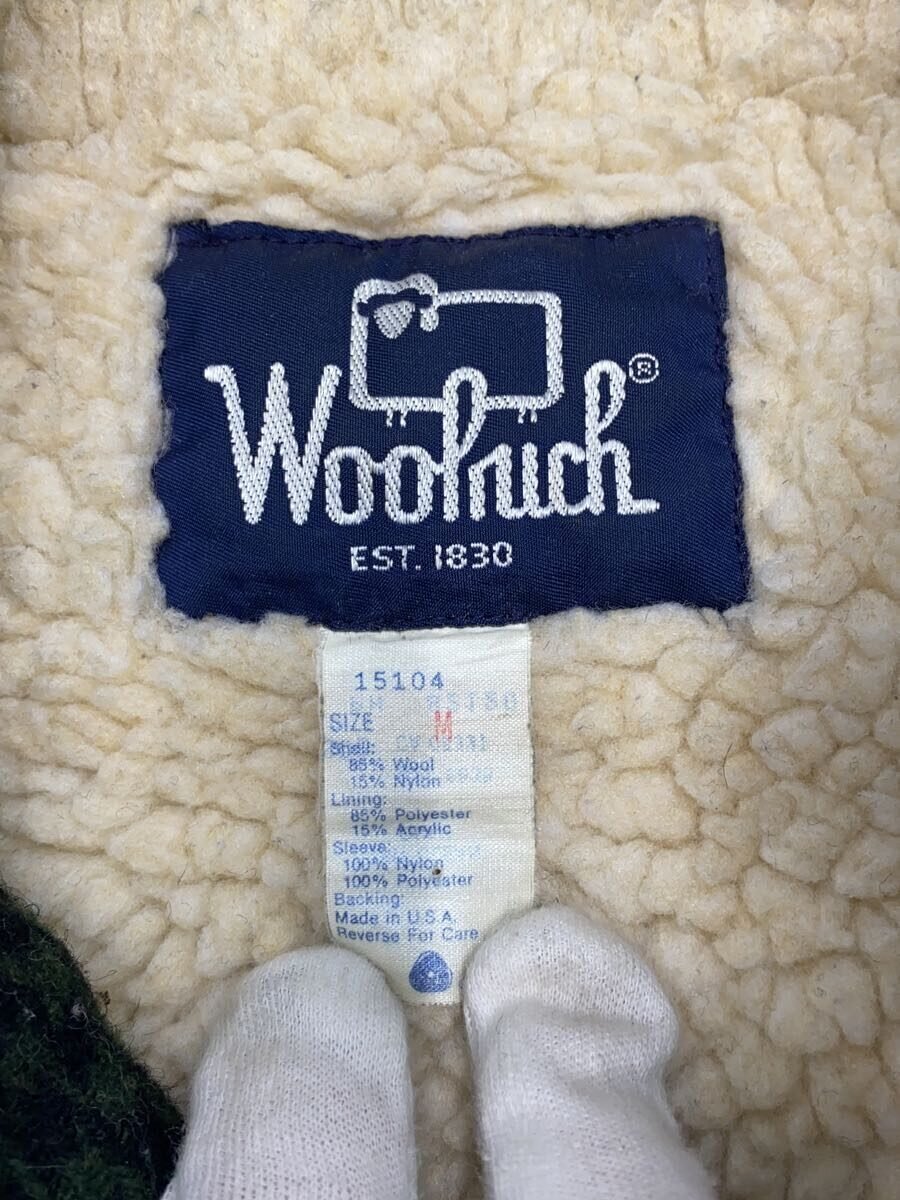 Woolrich®
EST. 1830
15104
SIZE M
Shell:
85% Wool
15% Nylon
Lining:
85% Polyester
15% Acrylic
Sleeve:
100% Nylon
100% Polyester
Backing:
Made in U.S.A.
Reverse For Care